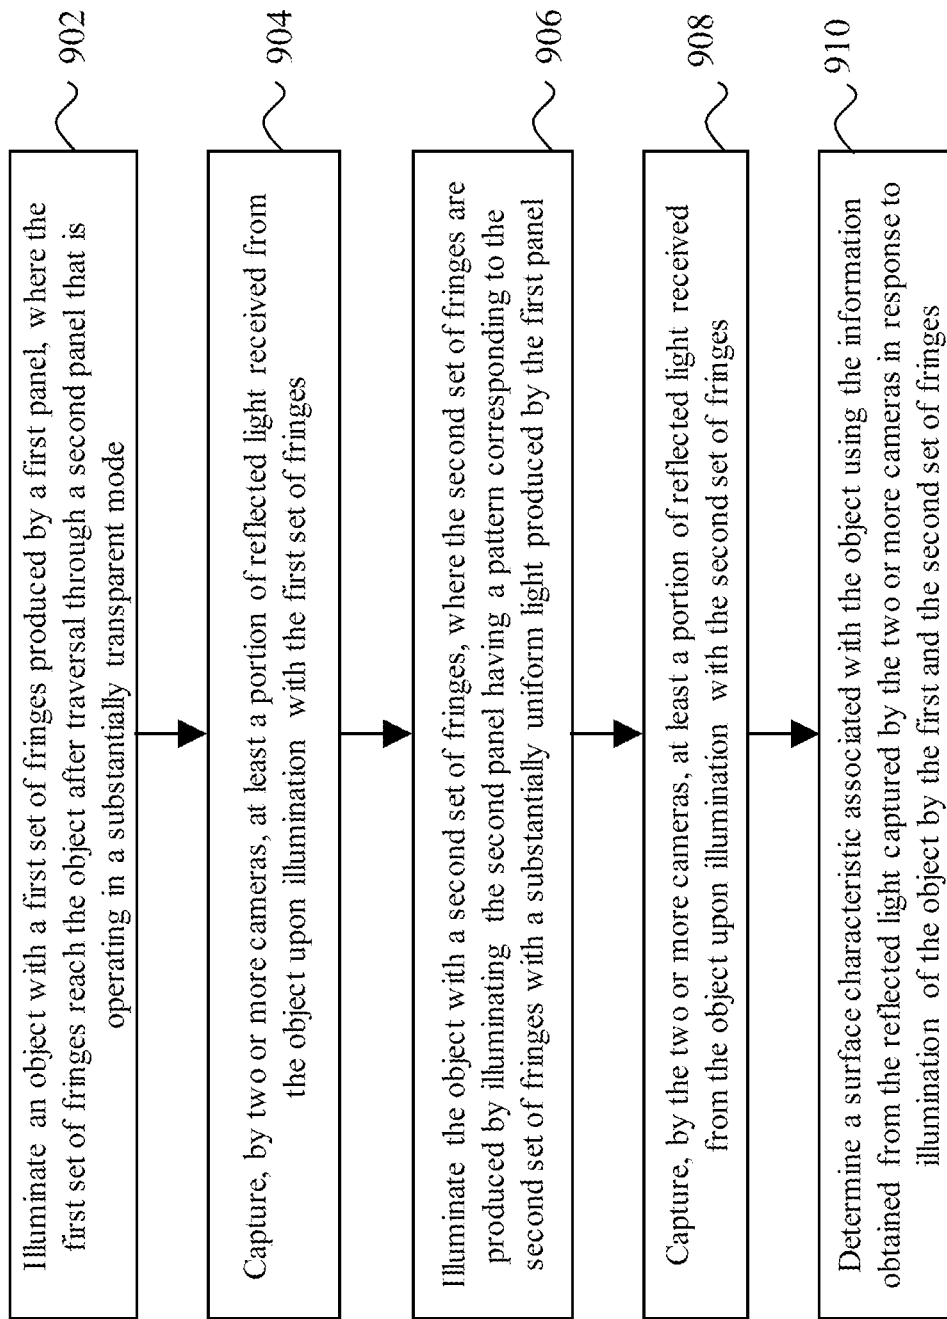 Illuminate an object with a first set of fringes produced by a first panel, where the
first set of fringes reach the object after traversal through a second panel that is
operating in a substantially transparent mode
902
Capture, by two or more cameras, at least a portion of reflected light received from
the object upon illumination with the first set of fringes
904
Illuminate the object with a second set of fringes, where the second set of fringes are
produced by illuminating the second panel having a pattern corresponding to the
second set of fringes with a substantially uniform light produced by the first panel
906
Capture, by the two or more cameras, at least a portion of reflected light received
from the object upon illumination with the second set of fringes
908
Determine a surface characteristic associated with the object using the information
obtained from the reflected light captured by the two or more cameras in response to
illumination of the object by the first and the second set of fringes
910